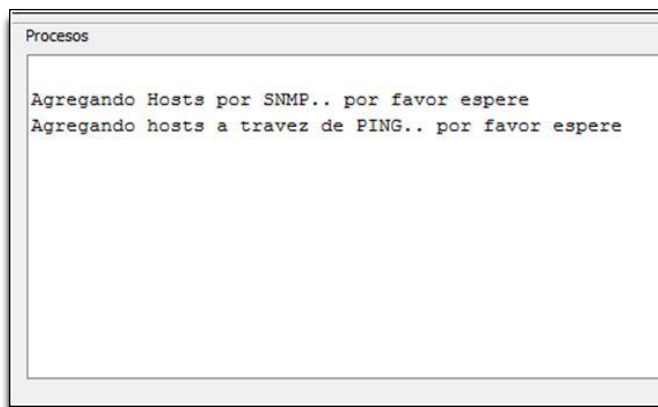 Procesos
Agregando Hosts por SNMP.. por favor espere
Agregando hosts a travez de PING.. por favor espere